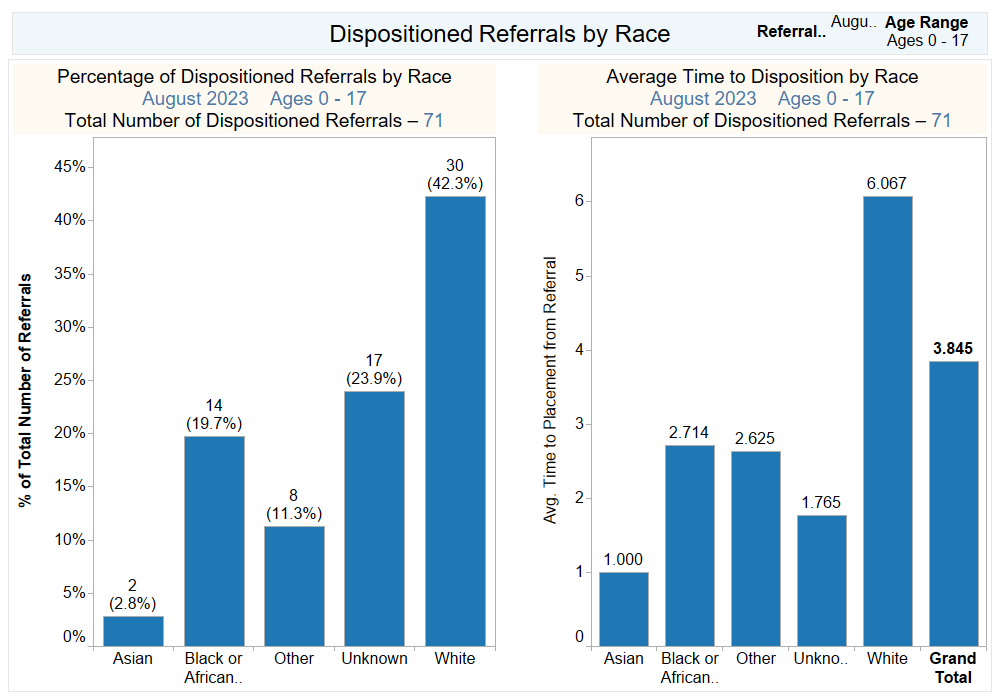 Dispositioned Referrals by Race
Referral..
Augu..
Age Range
Ages 0 - 17
Percentage of Dispositioned Referrals by Race
August 2023 Ages 0 - 17
Total Number of Dispositioned Referrals – 71
% of Total Number of Referrals
45%
40%
35%
30%
25%
20%
15%
10%
5%
0%
2
(2.8%)
14
(19.7%)
8
(11.3%)
17
(23.9%)
30
(42.3%)
Asian
Black or
African..
Other
Unknown
White
Average Time to Disposition by Race
August 2023 Ages 0 - 17
Total Number of Dispositioned Referrals – 71
Avg. Time to Placement from Referral
6
5
4
3
2
1
0
1.000
2.714
2.625
1.765
6.067
3.845
Asian
Black or
African..
Other
Unkno..
White
Grand
Total